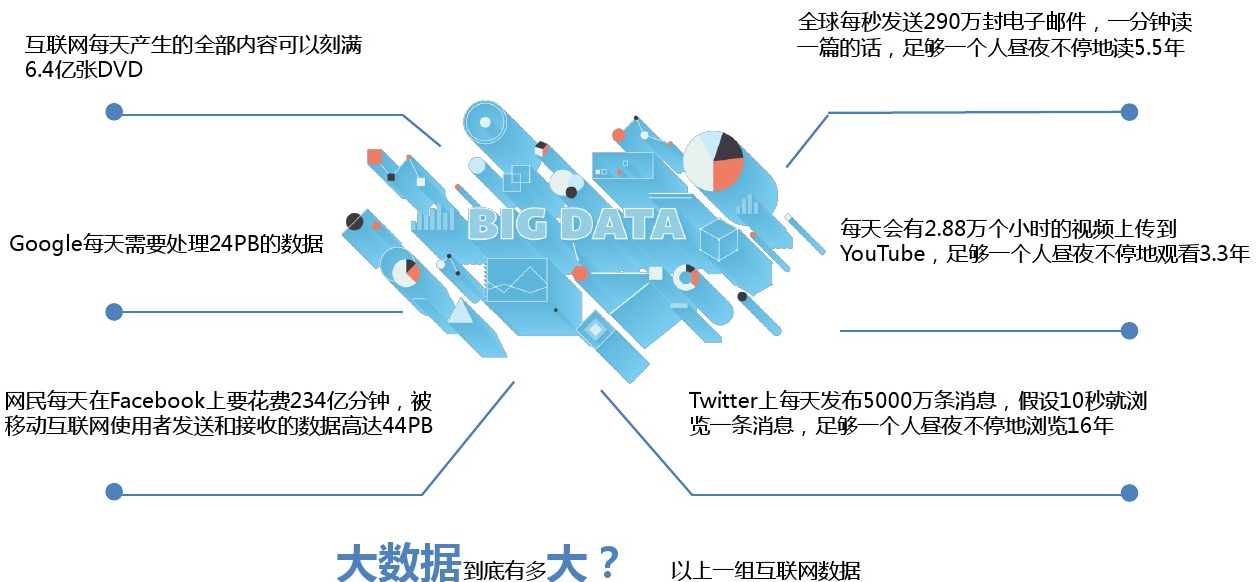 互联网每天产生的全部内容可以刻满
6.4亿张DVD
全球每秒发送290万封电子邮件，一分钟读
一篇的话，足够一个人昼夜不停地读5.5年
BIG DATA
Google每天需要处理24PB的数据
每天会有2.88万个小时的视频上传到
YouTube，足够一个人昼夜不停地观看3.3年
网民每天在Facebook上要花费234亿分钟，被
移动互联网使用者发送和接收的数据高达44PB
Twitter上每天发布5000万条消息，假设10秒就浏
览一条消息，足够一个人昼夜不停地浏览16年
大数据到底有多大？ 以上一组互联网数据